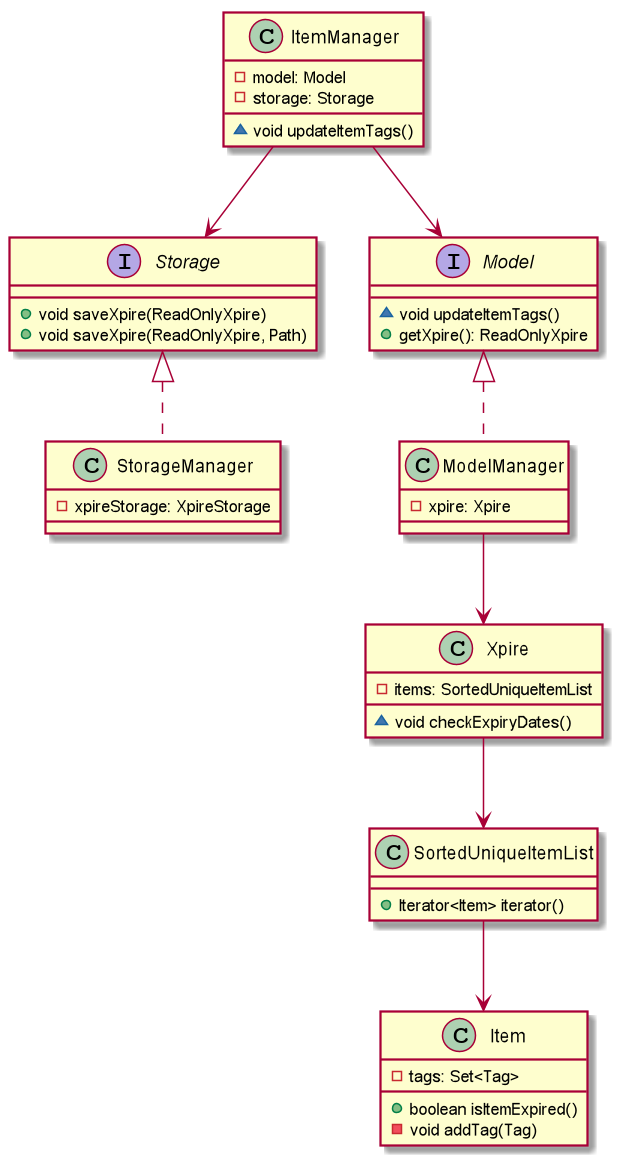 C ItemManager
model: Model
storage: Storage
void updateItemTags()
I Storage
void saveXpire(ReadOnlyXpire)
void saveXpire(ReadOnlyXpire, Path)
I Model
void updateItemTags()
getXpire(): ReadOnlyXpire
C StorageManager
xpireStorage: XpireStorage
C ModelManager
xpire: Xpire
C Xpire
items: SortedUniqueItemList
void checkExpiryDates()
C SortedUniqueItemList
Iterator<Item> iterator()
C Item
tags: Set<Tag>
boolean isItemExpired()
void addTag(Tag)